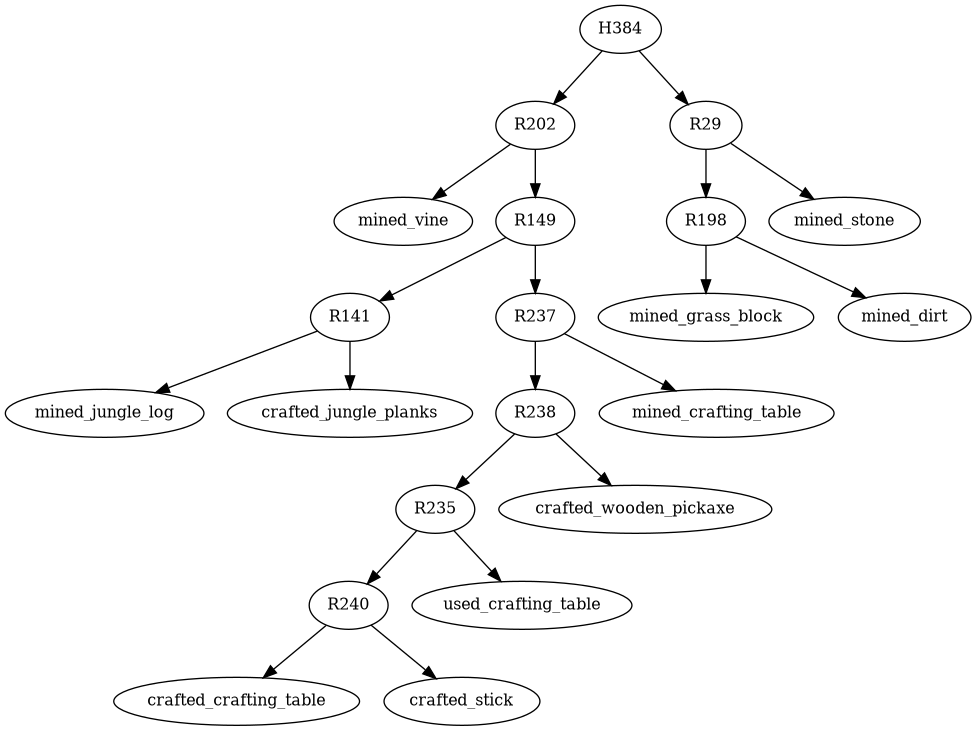 H384
R202
R29
mined_vine
R149
R198
mined_stone
R141
R237
mined_grass_block
mined_dirt
mined_jungle_log
crafted_jungle_planks
R238
mined_crafting_table
R235
crafted_wooden_pickaxe
R240
used_crafting_table
crafted_crafting_table
crafted_stick